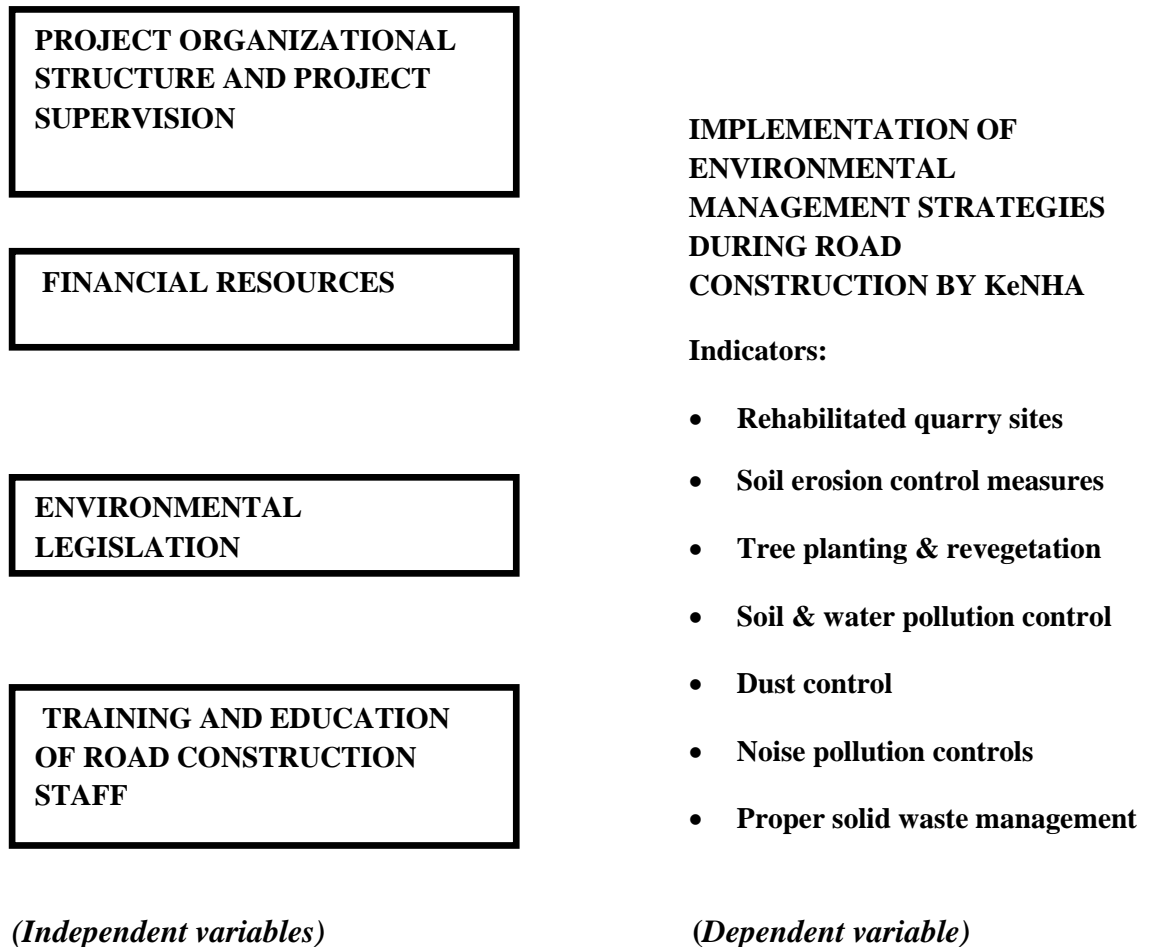 PROJECT ORGANIZATIONAL
STRUCTURE AND PROJECT
SUPERVISION
FINANCIAL RESOURCES
ENVIRONMENTAL
LEGISLATION
TRAINING AND EDUCATION
OF ROAD CONSTRUCTION
STAFF
(Independent variables)
IMPLEMENTATION OF
ENVIRONMENTAL
MANAGEMENT STRATEGIES
DURING ROAD
CONSTRUCTION BY KeNHA
Indicators:
• Rehabilitated quarry sites
• Soil erosion control measures
• Tree planting & revegetation
• Soil & water pollution control
• Dust control
• Noise pollution controls
• Proper solid waste management
(Dependent variable)